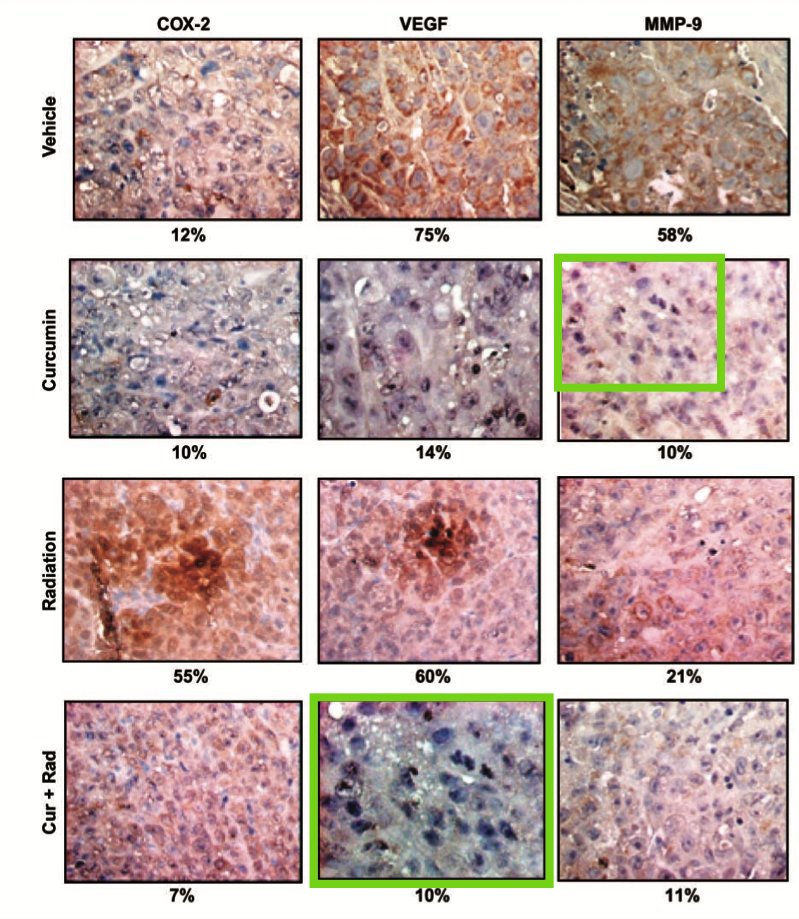 COX-2 VEGF MMP-9
Vehicle
12% 75% 58%
Curcumin
10% 14% 10%
Radiation
55% 60% 21%
Cur + Rad
7% 10% 11%